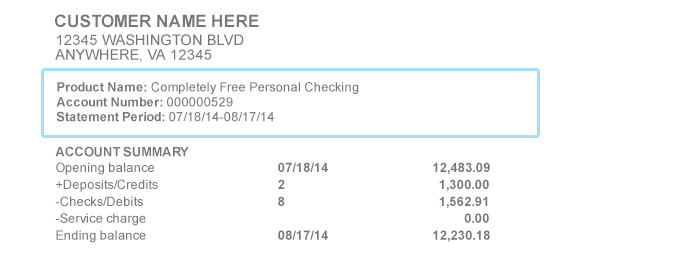 CUSTOMER NAME HERE
12345 WASHINGTON BLVD
ANYWHERE, VA 12345
Product Name: Completely Free Personal Checking
Account Number: 000000529
Statement Period: 07/18/14-08/17/14
ACCOUNT SUMMARY
Opening balance 07/18/14 12,483.09
+Deposits/Credits 2 1,300.00
-Checks/Debits 8 1,562.91
-Service charge 0.00
Ending balance 08/17/14 12,230.18